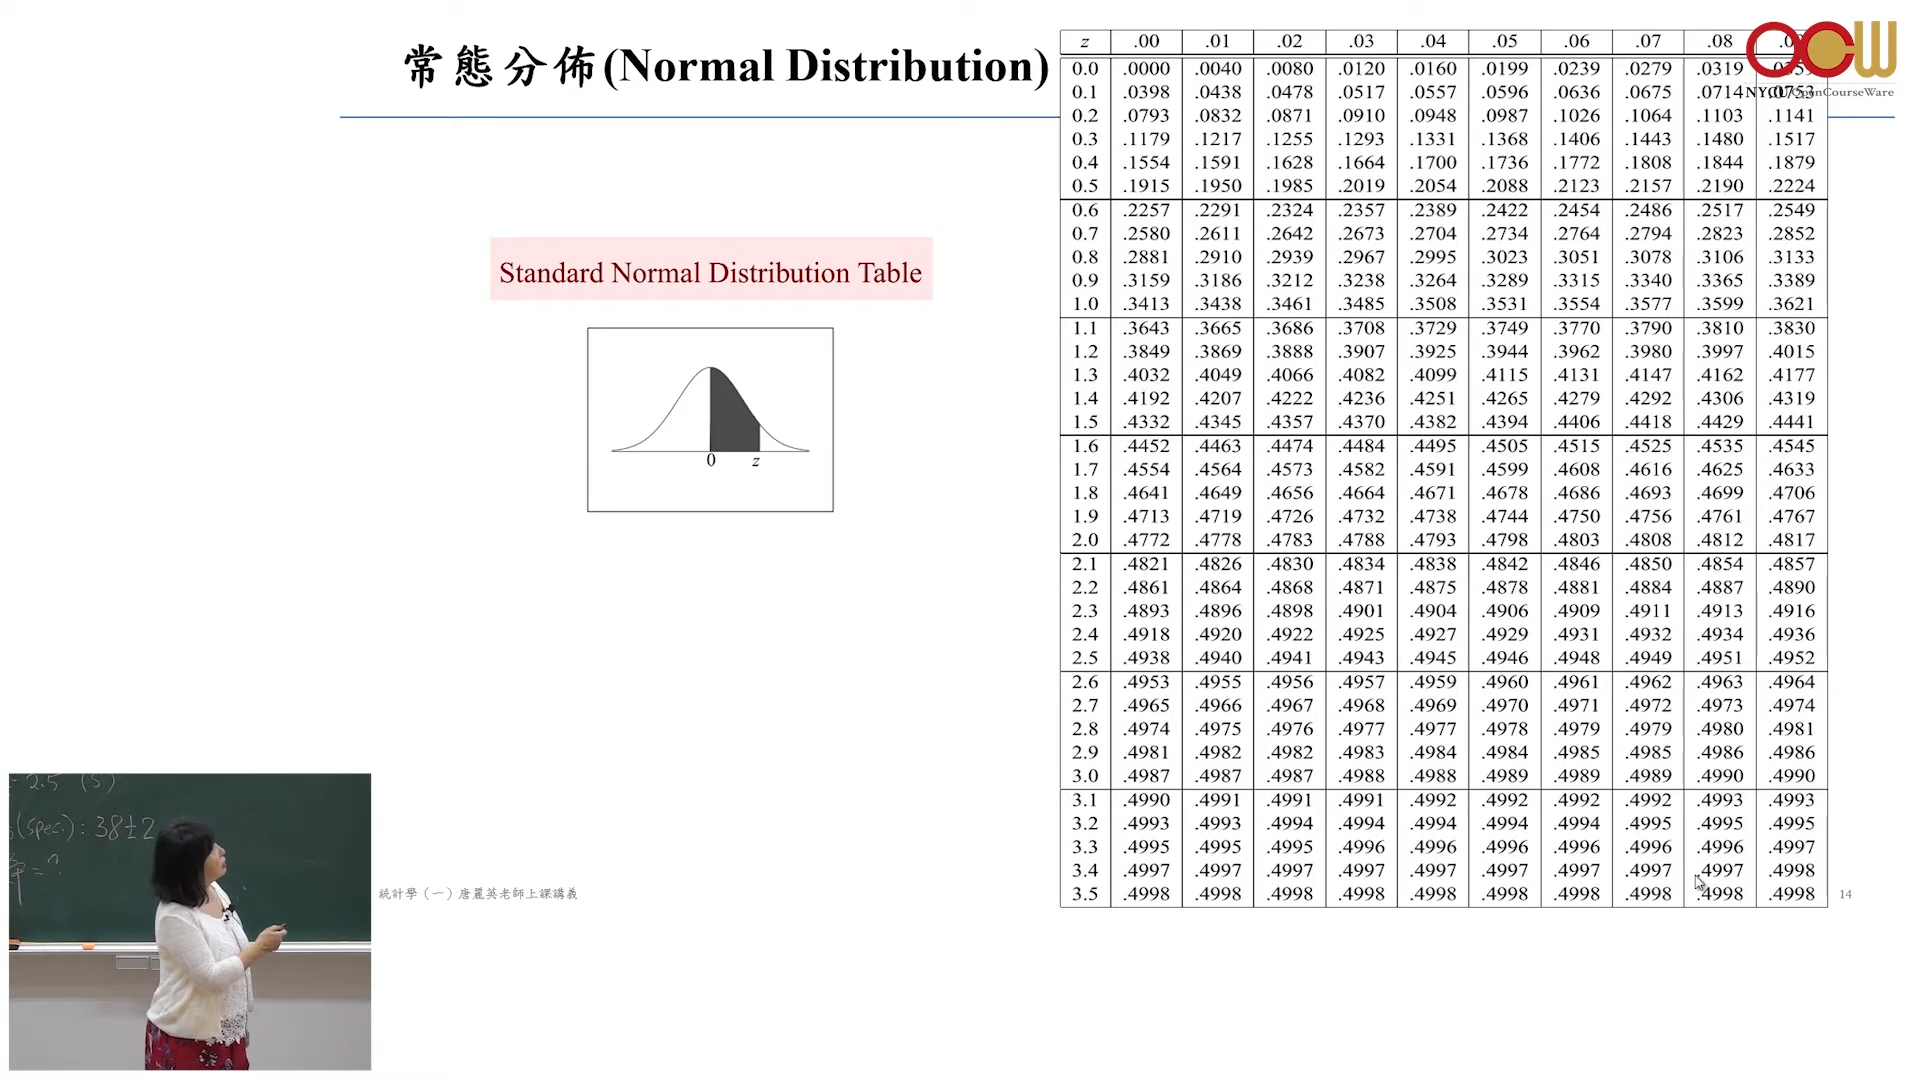 常態分佈(Normal Distribution)
Standard Normal Distribution Table
0 z
z .00 .01 .02 .03 .04 .05 .06 .07 .08
0.0 .0000 .0040 .0080 .0120 .0160 .0199 .0239 .0279 .0319
0.1 .0398 .0438 .0478 .0517 .0557 .0596 .0636 .0675 .0714 .0753
0.2 .0793 .0832 .0871 .0910 .0948 .0987 .1026 .1064 .1103 .1141
0.3 .1179 .1217 .1255 .1293 .1331 .1368 .1406 .1443 .1480 .1517
0.4 .1554 .1591 .1628 .1664 .1700 .1736 .1772 .1808 .1844 .1879
0.5 .1915 .1950 .1985 .2019 .2054 .2088 .2123 .2157 .2190 .2224
0.6 .2257 .2291 .2324 .2357 .2389 .2422 .2454 .2486 .2517 .2549
0.7 .2580 .2611 .2642 .2673 .2704 .2734 .2764 .2794 .2823 .2852
0.8 .2881 .2910 .2939 .2967 .2995 .3023 .3051 .3078 .3106 .3133
0.9 .3159 .3186 .3212 .3238 .3264 .3289 .3315 .3340 .3365 .3389
1.0 .3413 .3438 .3461 .3485 .3508 .3531 .3554 .3577 .3599 .3621
1.1 .3643 .3665 .3686 .3708 .3729 .3749 .3770 .3790 .3810 .3830
1.2 .3849 .3869 .3888 .3907 .3925 .3944 .3962 .3980 .3997 .4015
1.3 .4032 .4049 .4066 .4082 .4099 .4115 .4131 .4147 .4162 .4177
1.4 .4192 .4207 .4222 .4236 .4251 .4265 .4279 .4292 .4306 .4319
1.5 .4332 .4345 .4357 .4370 .4382 .4394 .4406 .4418 .4429 .4441
1.6 .4452 .4463 .4474 .4484 .4495 .4505 .4515 .4525 .4535 .4545
1.7 .4554 .4564 .4573 .4582 .4591 .4599 .4608 .4616 .4625 .4633
1.8 .4641 .4649 .4656 .4664 .4671 .4678 .4686 .4693 .4699 .4706
1.9 .4713 .4719 .4726 .4732 .4738 .4744 .4750 .4756 .4761 .4767
2.0 .4772 .4778 .4783 .4788 .4793 .4798 .4803 .4808 .4812 .4817
2.1 .4821 .4826 .4830 .4834 .4838 .4842 .4846 .4850 .4854 .4857
2.2 .4861 .4864 .4868 .4871 .4875 .4878 .4881 .4884 .4887 .4890
2.3 .4893 .4896 .4898 .4901 .4904 .4906 .4909 .4911 .4913 .4916
2.4 .4918 .4920 .4922 .4925 .4927 .4929 .4931 .4932 .4934 .4936
2.5 .4938 .4940 .4941 .4943 .4945 .4946 .4948 .4949 .4951 .4952
2.6 .4953 .4955 .4956 .4957 .4959 .4960 .4961 .4962 .4963 .4964
2.7 .4965 .4966 .4967 .4968 .4969 .4970 .4971 .4972 .4973 .4974
2.8 .4974 .4975 .4976 .4977 .4977 .4978 .4979 .4979 .4980 .4981
2.9 .4981 .4982 .4982 .4983 .4984 .4984 .4985 .4985 .4986 .4986
3.0 .4987 .4987 .4987 .4988 .4988 .4989 .4989 .4989 .4990 .4990
3.1 .4990 .4991 .4991 .4991 .4992 .4992 .4992 .4992 .4993 .4993
3.2 .4993 .4993 .4994 .4994 .4994 .4994 .4994 .4995 .4995 .4995
3.3 .4995 .4995 .4995 .4996 .4996 .4996 .4996 .4996 .4996 .4997
3.4 .4997 .4997 .4997 .4997 .4997 .4997 .4997 .4997 .4997 .4998
3.5 .4998 .4998 .4998 .4998 .4998 .4998 .4998 .4998 .4998 .4998
OCW
NYCU OpenCourseWare
= 2.5 (5)
(spec.) : 38±2
= ?
統計學（一）唐麗英老師上課講義
14